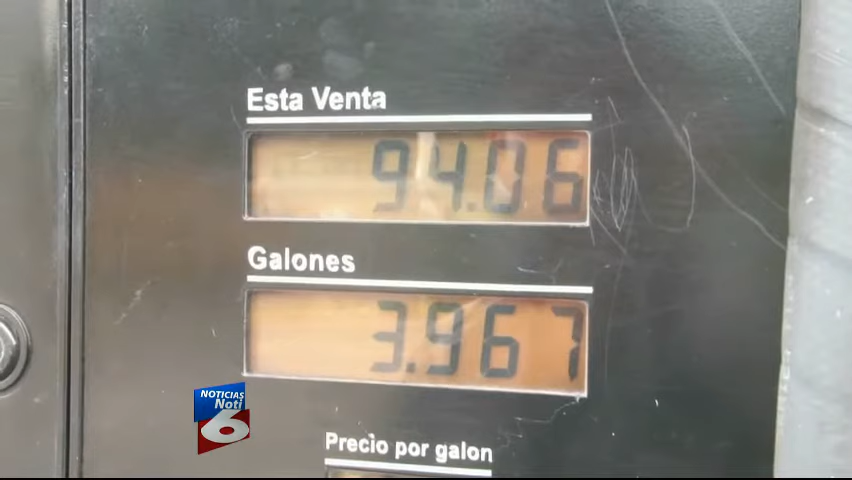 Esta Venta
94.06
Galones
3.967
NOTICIAS
Noti
6
Precio por galon